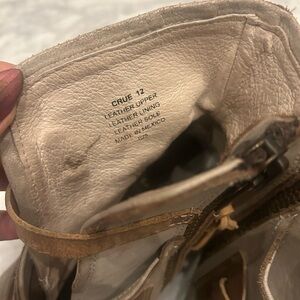 CRUE 12
LEATHER UPPER
LEATHER LINING
LEATHER SOLE
MADE IN MEXICO